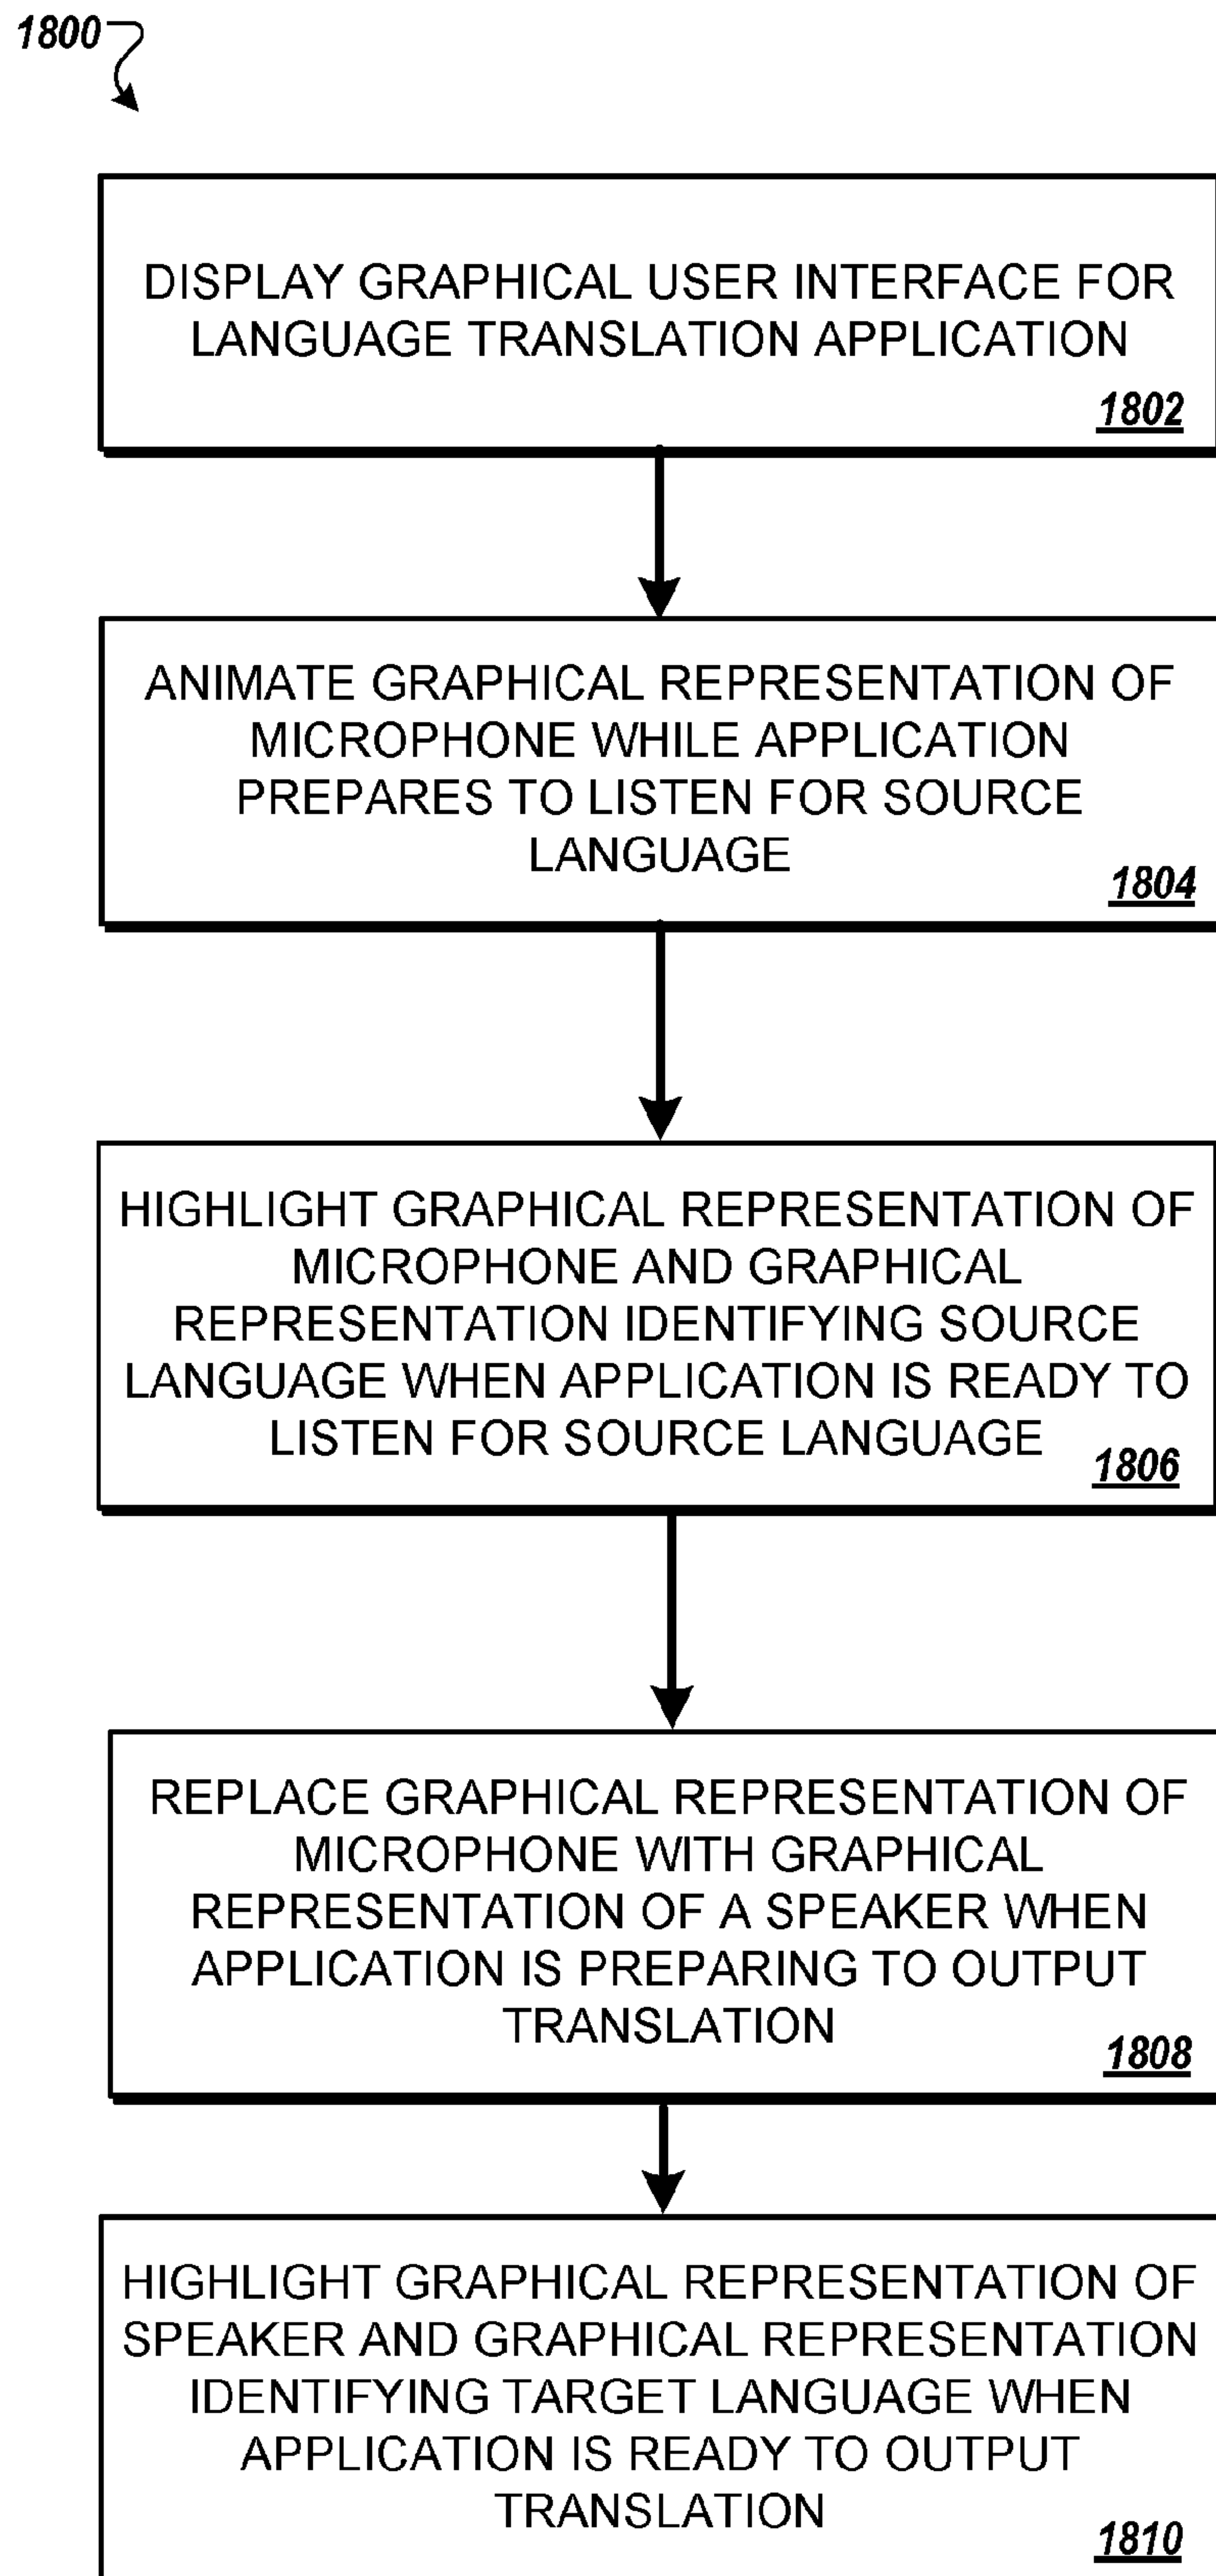 1800
DISPLAY GRAPHICAL USER INTERFACE FOR
LANGUAGE TRANSLATION APPLICATION
1802
ANIMATE GRAPHICAL REPRESENTATION OF
MICROPHONE WHILE APPLICATION
PREPARES TO LISTEN FOR SOURCE
LANGUAGE
1804
HIGHLIGHT GRAPHICAL REPRESENTATION OF
MICROPHONE AND GRAPHICAL
REPRESENTATION IDENTIFYING SOURCE
LANGUAGE WHEN APPLICATION IS READY TO
LISTEN FOR SOURCE LANGUAGE
1806
REPLACE GRAPHICAL REPRESENTATION OF
MICROPHONE WITH GRAPHICAL
REPRESENTATION OF A SPEAKER WHEN
APPLICATION IS PREPARING TO OUTPUT
TRANSLATION
1808
HIGHLIGHT GRAPHICAL REPRESENTATION OF
SPEAKER AND GRAPHICAL REPRESENTATION
IDENTIFYING TARGET LANGUAGE WHEN
APPLICATION IS READY TO OUTPUT
TRANSLATION
1810